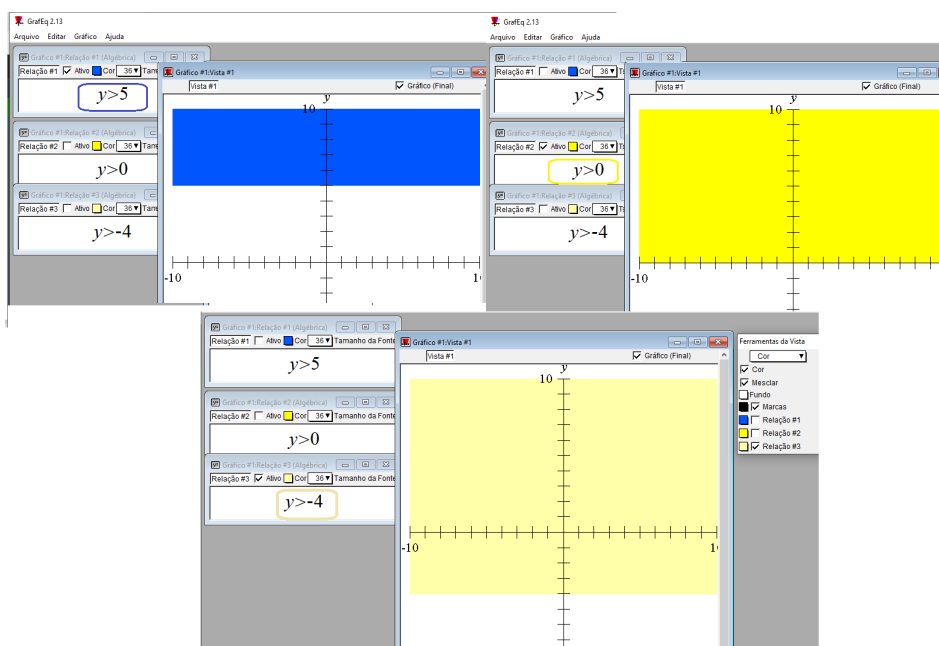 GrafEq 2.13
Arquivo Editar Gráfico Ajuda
Gráfico #1:Relação #1 (Algébrica)
Relação #1 Ativo Cor 36
y>5
Gráfico #1:Relação #2 (Algébrica)
Relação #2 Ativo Cor 36
y>0
Gráfico #1:Relação #3 (Algébrica)
Relação #3 Ativo Cor 36
y>-4
Gráfico #1:Vista #1
Vista #1 Gráfico (Final)
y
10
-10
GrafEq 2.13
Arquivo Editar Gráfico Ajuda
Gráfico #1:Relação #1 (Algébrica)
Relação #1 Ativo Cor 36
y>5
Gráfico #1:Relação #2 (Algébrica)
Relação #2 Ativo Cor 36
y>0
Gráfico #1:Relação #3 (Algébrica)
Relação #3 Ativo Cor 36
y>-4
Gráfico #1:Vista #1
Vista #1 Gráfico (Final)
y
10
-10
Gráfico #1:Relação #1 (Algébrica)
Relação #1 Ativo Cor 36 Tamanho da Fonte
y>5
Gráfico #1:Relação #2 (Algébrica)
Relação #2 Ativo Cor 36 Tamanho da Fonte
y>0
Gráfico #1:Relação #3 (Algébrica)
Relação #3 Ativo Cor 36 Tamanho da Fonte
y>-4
Gráfico #1:Vista #1
Vista #1 Gráfico (Final)
y
10
-10
Ferramentas da Vista
Cor
Cor
Mesclar
Fundo
Marcas
Relação #1
Relação #2
Relação #3